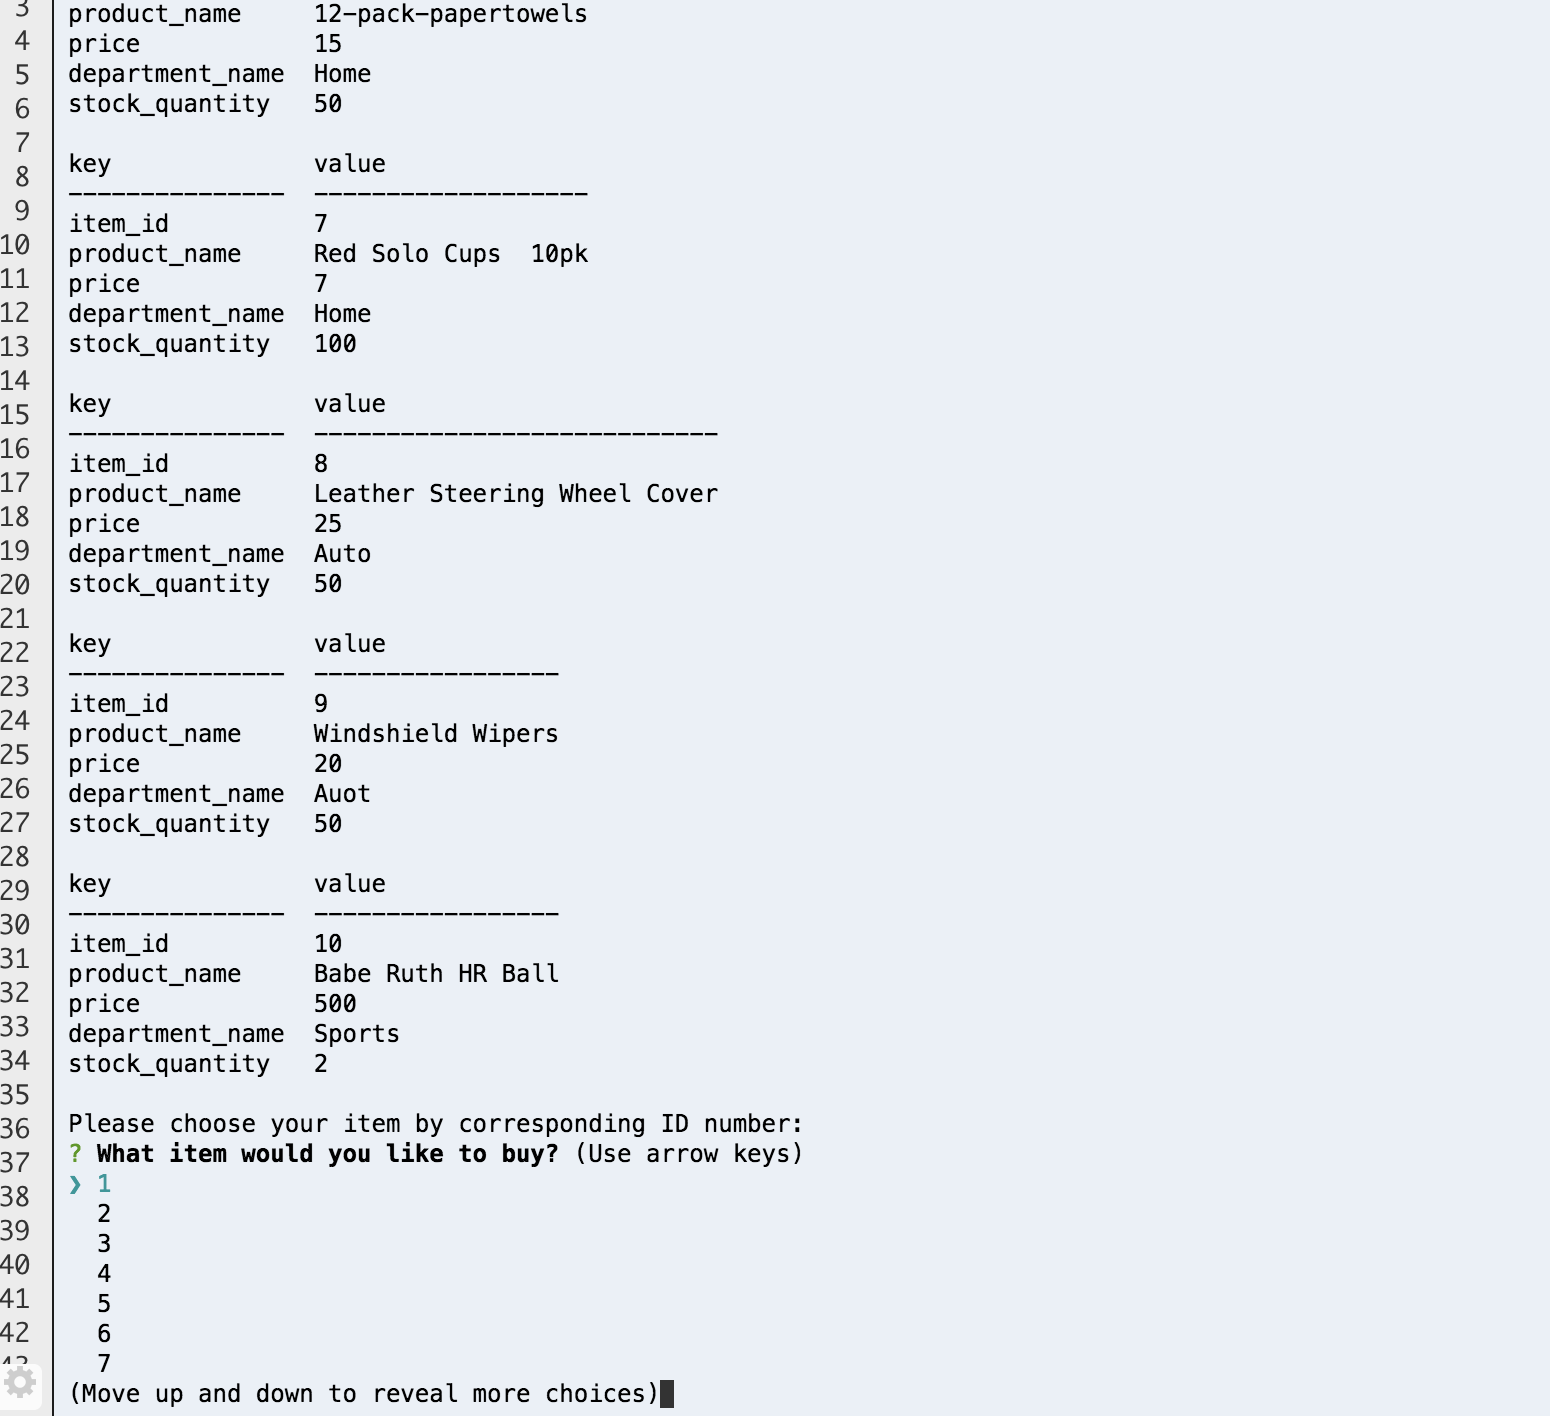 3 product_name     12-pack-papertowels
4 price            15
5 department_name  Home
6 stock_quantity   50
7
8 key              value
9 ---------------  -------------------
item_id          7
10 product_name     Red Solo Cups  10pk
11 price            7
12 department_name  Home
13 stock_quantity   100
14
15 key              value
16 ---------------  ----------------------------
item_id          8
17 product_name     Leather Steering Wheel Cover
18 price            25
19 department_name  Auto
20 stock_quantity   50
21
22 key              value
23 ---------------  -----------------
item_id          9
24 product_name     Windshield Wipers
25 price            20
26 department_name  Auot
27 stock_quantity   50
28
29 key              value
30 ---------------  -----------------
31 item_id          10
32 product_name     Babe Ruth HR Ball
price            500
33 department_name  Sports
34 stock_quantity   2
35
36 Please choose your item by corresponding ID number:
37 ? What item would you like to buy? (Use arrow keys)
38 ❯ 1
39 2
40 3
4
41 5
42 6
43 7
(Move up and down to reveal more choices)